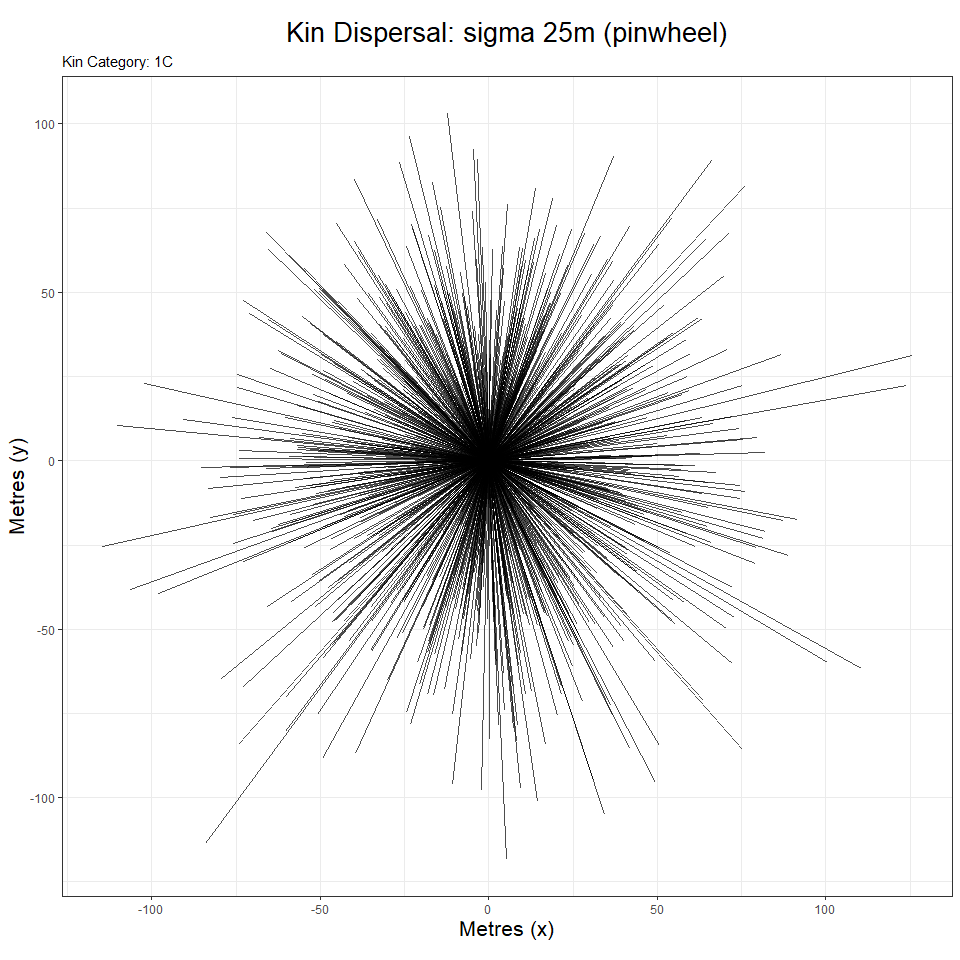 Kin Dispersal: sigma 25m (pinwheel)
Kin Category: 1C
Metres (y)
100
50
0
-50
-100
-100 -50 0 50 100
Metres (x)